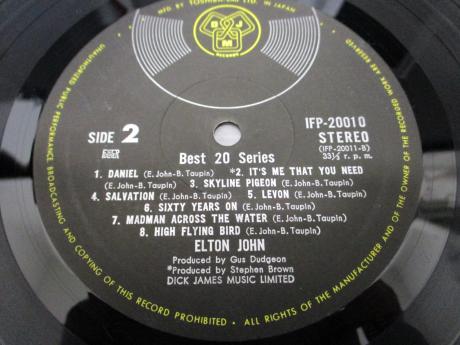 MFD BY TOSHIBA-EMI LTD. IN JAPAN
DJM
RECORDS
SIDE 2
IFP-20010
STEREO
(IFP-20011-B)
33⅓ r. p. m.
Best 20 Series
1. DANIEL (E. John-B. Taupin) *2. IT'S ME THAT YOU NEED
(E. John-B. Taupin) 3. SKYLINE PIGEON (E. John-B. Taupin)
4. SALVATION (E. John-B. Taupin) 5. LEVON (E. John-B. Taupin)
6. SIXTY YEARS ON (E. John-B. Taupin)
7. MADMAN ACROSS THE WATER (E. John-B. Taupin)
8. HIGH FLYING BIRD (E. John-B. Taupin)
ELTON JOHN
Produced by Gus Dudgeon
*Produced by Stephen Brown
DICK JAMES MUSIC LIMITED
UNAUTHORISED PUBLIC PERFORMANCE BROADCASTING AND COPYING OF THIS RECORD PROHIBITED • ALL RIGHTS OF THE MANUFACTURER AND OF THE OWNER OF THE RECORDED WORK ARE RESERVED